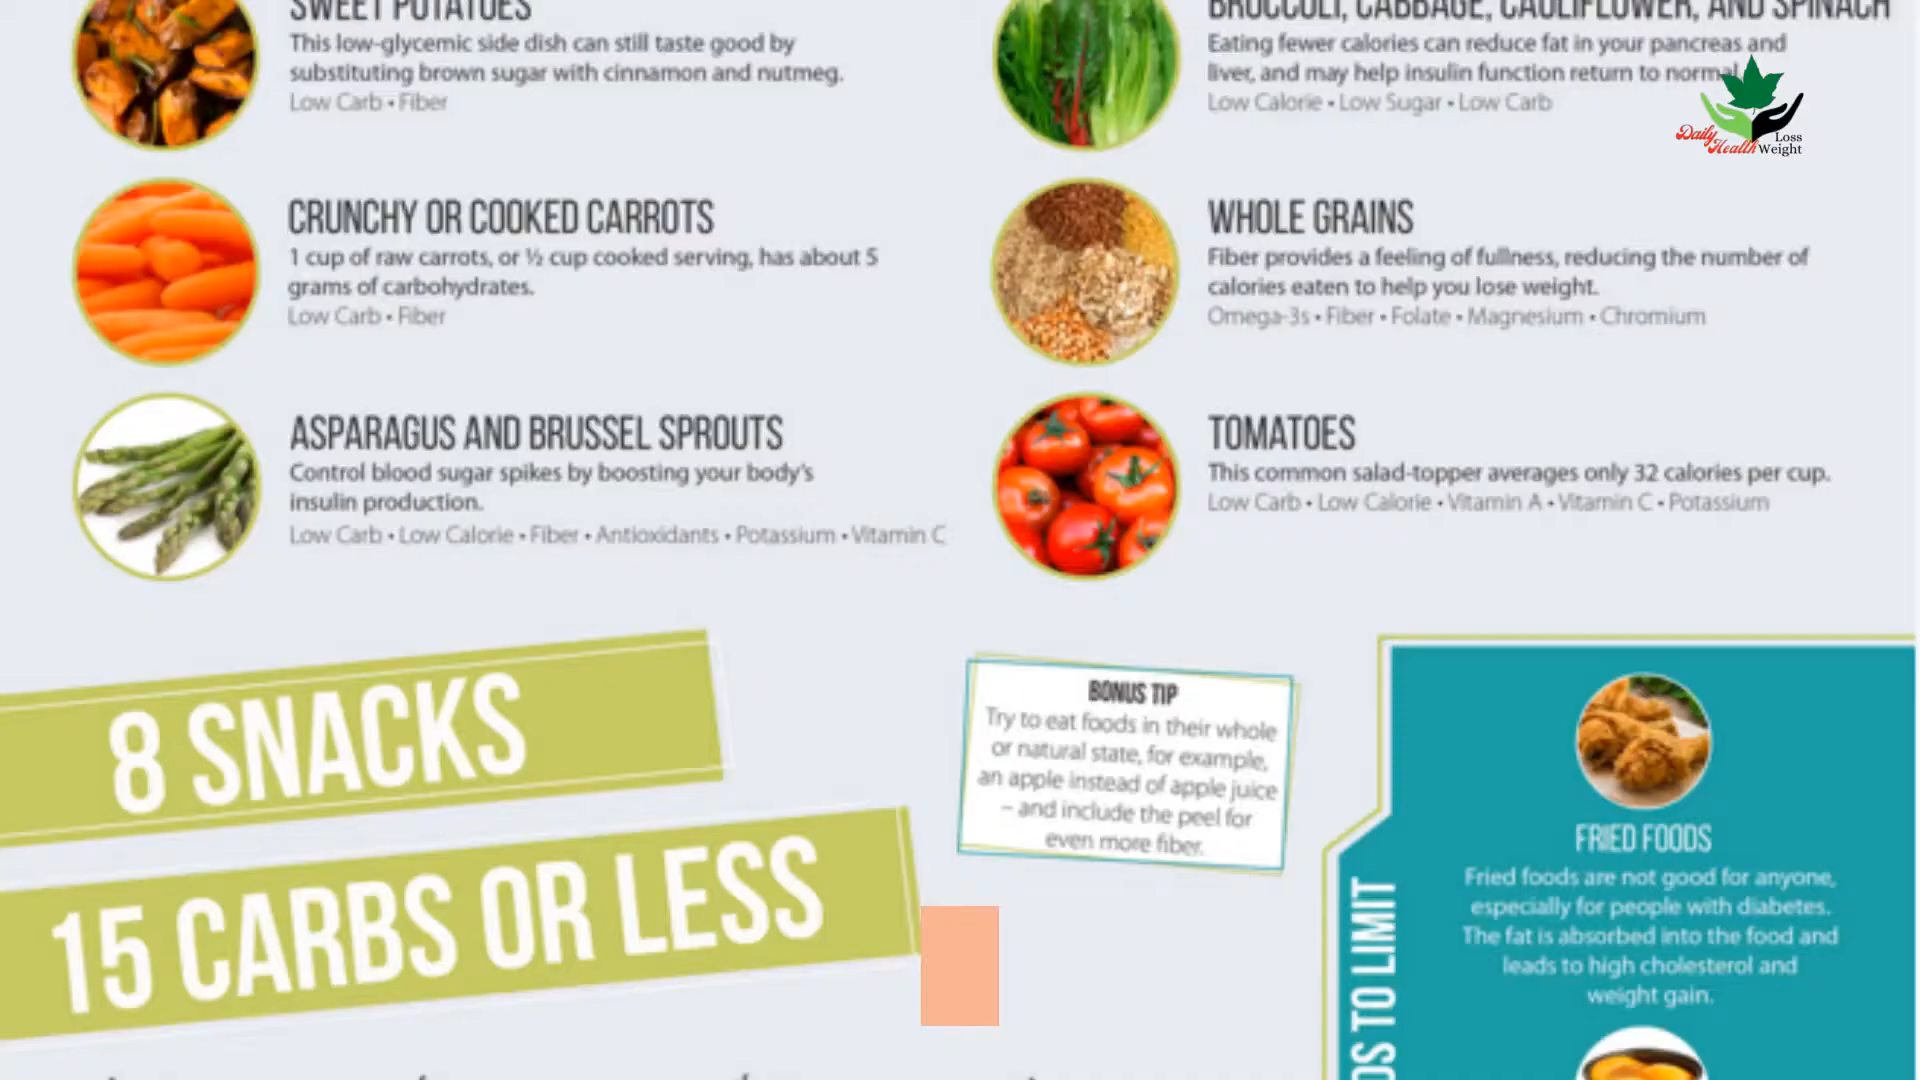 SWEET POTATOES
This low-glycemic side dish can still taste good by
substituting brown sugar with cinnamon and nutmeg.
Low Carb • Fiber
BROCCOLI, CABBAGE, CAULIFLOWER, AND SPINACH
Eating fewer calories can reduce fat in your pancreas and
liver, and may help insulin function return to normal
Low Calorie • Low Sugar • Low Carb
Daily Loss
Health Weight
CRUNCHY OR COOKED CARROTS
1 cup of raw carrots, or ½ cup cooked serving, has about 5
grams of carbohydrates.
Low Carb • Fiber
WHOLE GRAINS
Fiber provides a feeling of fullness, reducing the number of
calories eaten to help you lose weight.
Omega-3s • Fiber • Folate • Magnesium • Chromium
ASPARAGUS AND BRUSSEL SPROUTS
Control blood sugar spikes by boosting your body's
insulin production.
Low Carb • Low Calorie • Fiber • Antioxidants • Potassium • Vitamin C
TOMATOES
This common salad-topper averages only 32 calories per cup.
Low Carb • Low Calorie • Vitamin A • Vitamin C • Potassium
8 SNACKS
15 CARBS OR LESS
BONUS TIP
Try to eat foods in their whole
or natural state, for example,
an apple instead of apple juice
– and include the peel for
even more fiber.
TO LIMIT
FRIED FOODS
Fried foods are not good for anyone,
especially for people with diabetes.
The fat is absorbed into the food and
leads to high cholesterol and
weight gain.